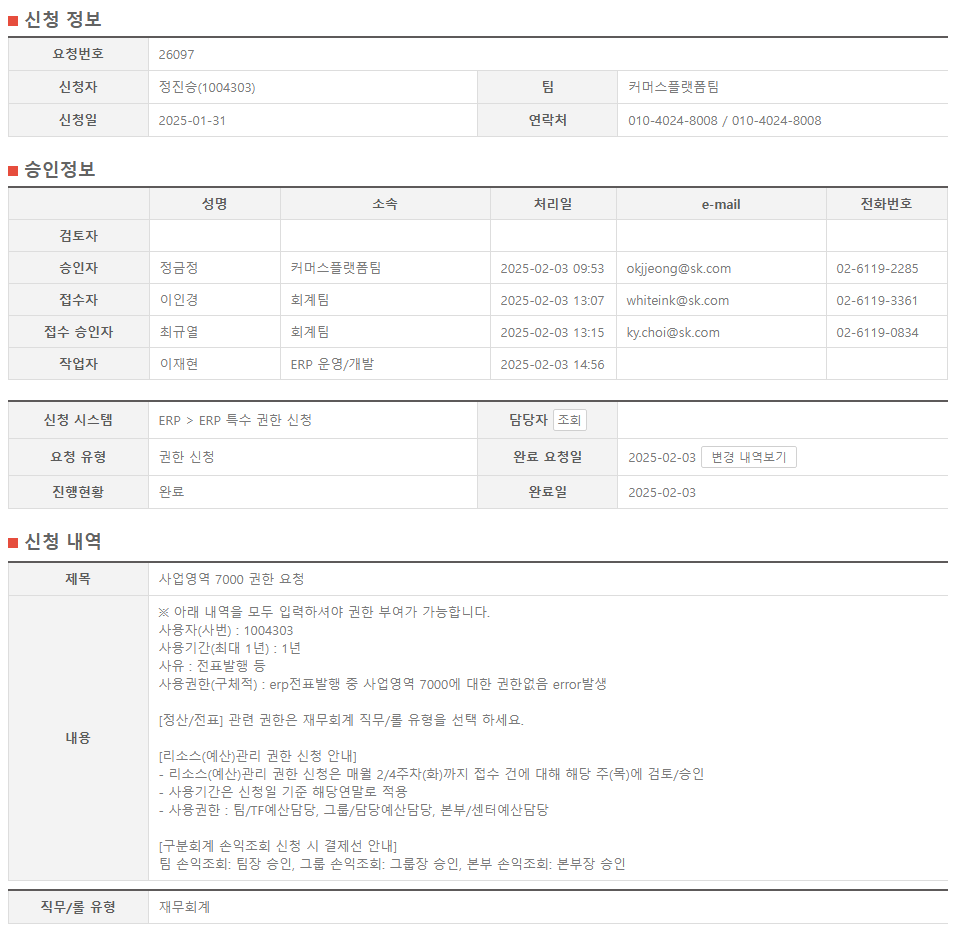 신청 정보
요청번호 26097
신청자 정진승(1004303) 팀 커머스플랫폼팀
신청일 2025-01-31 연락처 010-4024-8008 / 010-4024-8008
승인정보
성명 소속 처리일 e-mail 전화번호
검토자
승인자 정금정 커머스플랫폼팀 2025-02-03 09:53 okjjeong@sk.com 02-6119-2285
접수자 이인경 회계팀 2025-02-03 13:07 whiteink@sk.com 02-6119-3361
접수 승인자 최규열 회계팀 2025-02-03 13:15 ky.choi@sk.com 02-6119-0834
작업자 이재현 ERP 운영/개발 2025-02-03 14:56
신청 시스템 ERP > ERP 특수 권한 신청 담당자 조회
요청 유형 권한 신청 완료 요청일 2025-02-03 변경 내역보기
진행현황 완료 완료일 2025-02-03
신청 내역
제목 사업영역 7000 권한 요청
내용
※ 아래 내역을 모두 입력하셔야 권한 부여가 가능합니다.
사용자(사번) : 1004303
사용기간(최대 1년) : 1년
사유 : 전표발행 등
사용권한(구체적) : erp전표발행 중 사업영역 7000에 대한 권한없음 error발생
[정산/전표] 관련 권한은 재무회계 직무/롤 유형을 선택 하세요.
[리소스(예산)관리 권한 신청 안내]
- 리소스(예산)관리 권한 신청은 매월 2/4주차(화)까지 접수 건에 대해 해당 주(목)에 검토/승인
- 사용기간은 신청일 기준 해당연말로 적용
- 사용권한 : 팀/TF예산담당, 그룹/담당예산담당, 본부/센터예산담당
[구분회계 손익조회 신청 시 결제선 안내]
팀 손익조회: 팀장 승인, 그룹 손익조회: 그룹장 승인, 본부 손익조회: 본부장 승인
직무/롤 유형 재무회계